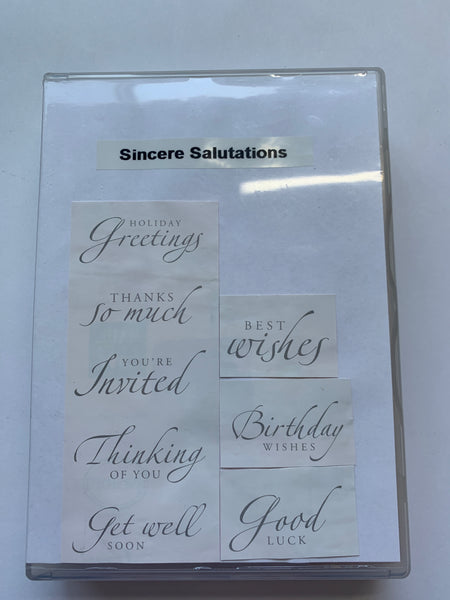 Sincere Salutations
HOLIDAY
Greetings
THANKS
so much
YOU'RE
Invited
Thinking
OF YOU
Get well
SOON
BEST
wishes
Birthday
WISHES
Good
LUCK